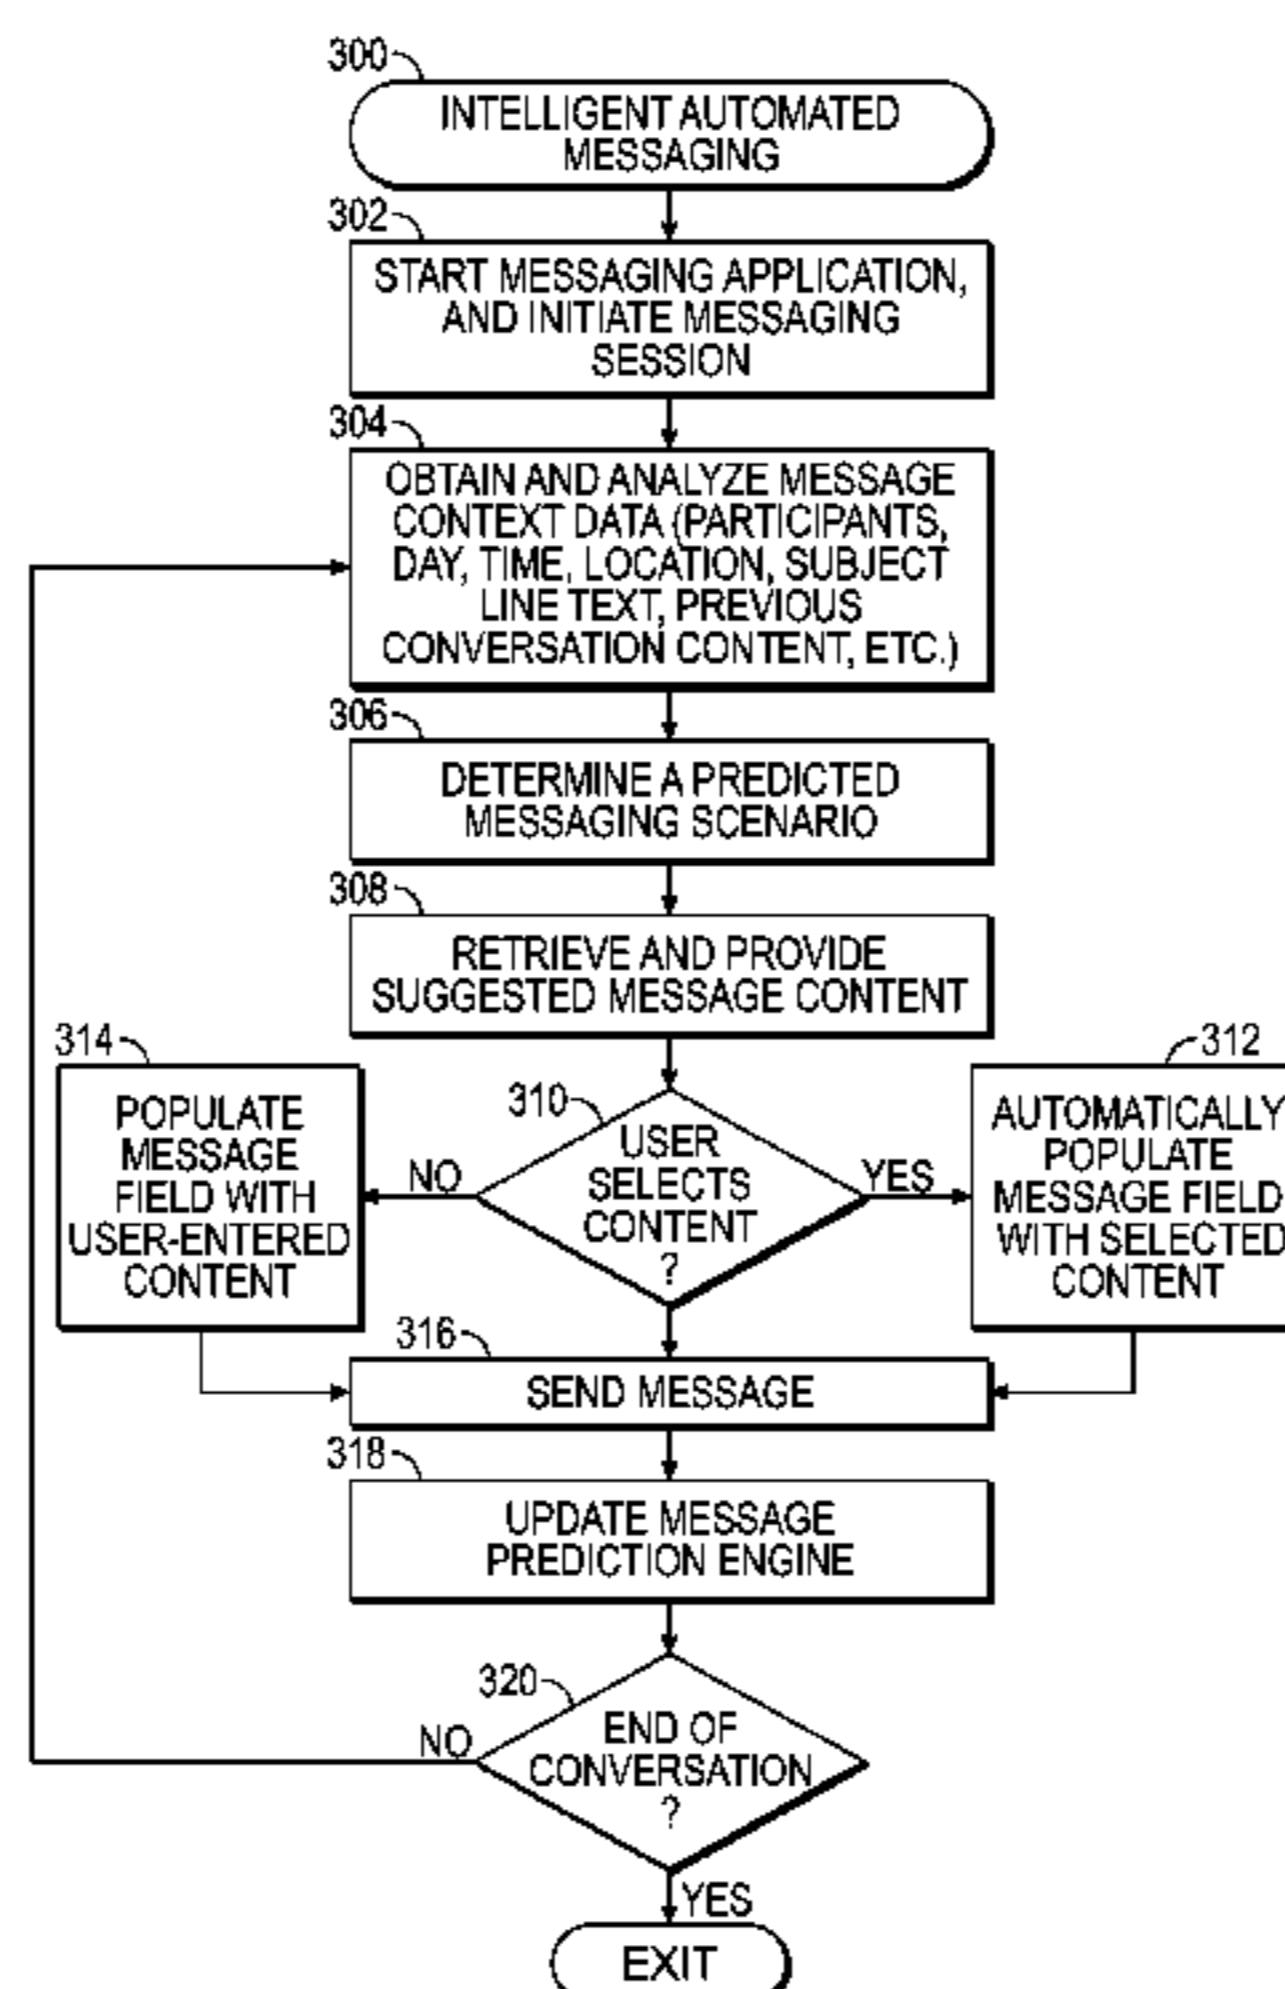 300
INTELLIGENT AUTOMATED
MESSAGING
302
START MESSAGING APPLICATION,
AND INITIATE MESSAGING
SESSION
304
OBTAIN AND ANALYZE MESSAGE
CONTEXT DATA (PARTICIPANTS,
DAY, TIME, LOCATION, SUBJECT
LINE TEXT, PREVIOUS
CONVERSATION CONTENT, ETC.)
306
DETERMINE A PREDICTED
MESSAGING SCENARIO
308
RETRIEVE AND PROVIDE
SUGGESTED MESSAGE CONTENT
310
USER
SELECTS
CONTENT
?
NO
YES
314
POPULATE
MESSAGE
FIELD WITH
USER-ENTERED
CONTENT
312
AUTOMATICALLY
POPULATE
MESSAGE FIELD
WITH SELECTED
CONTENT
316
SEND MESSAGE
318
UPDATE MESSAGE
PREDICTION ENGINE
320
END OF
CONVERSATION
?
NO
YES
EXIT